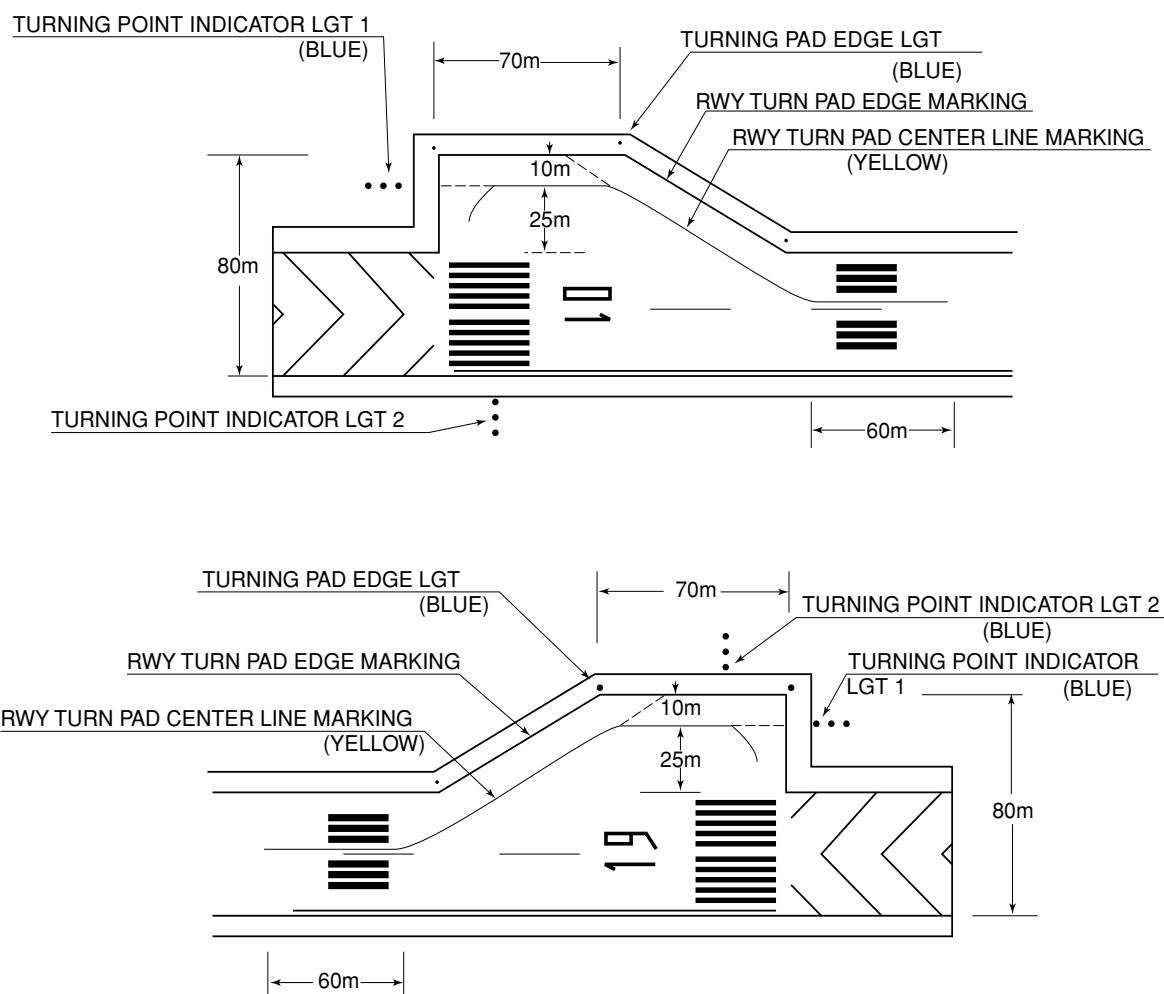 TURNING POINT INDICATOR LGT 1
(BLUE)
70m
TURNING PAD EDGE LGT
(BLUE)
RWY TURN PAD EDGE MARKING
RWY TURN PAD CENTER LINE MARKING
(YELLOW)
10m
25m
80m
TURNING POINT INDICATOR LGT 2
60m
TURNING PAD EDGE LGT
(BLUE)
70m
TURNING POINT INDICATOR LGT 2
(BLUE)
RWY TURN PAD EDGE MARKING
TURNING POINT INDICATOR
LGT 1
(BLUE)
10m
RWY TURN PAD CENTER LINE MARKING
(YELLOW)
25m
80m
60m